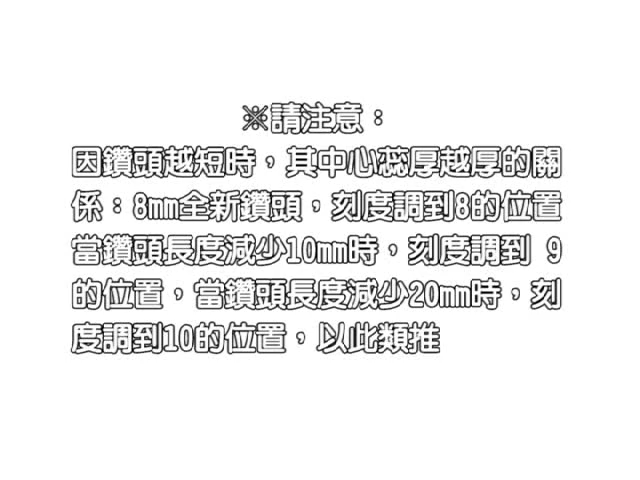 ※請注意：
因鑽頭越短時，其中心蕊厚越厚的關
係：8mm全新鑽頭，刻度調到8的位置
當鑽頭長度減少10mm時，刻度調到 9
的位置，當鑽頭長度減少20mm時，刻
度調到10的位置，以此類推